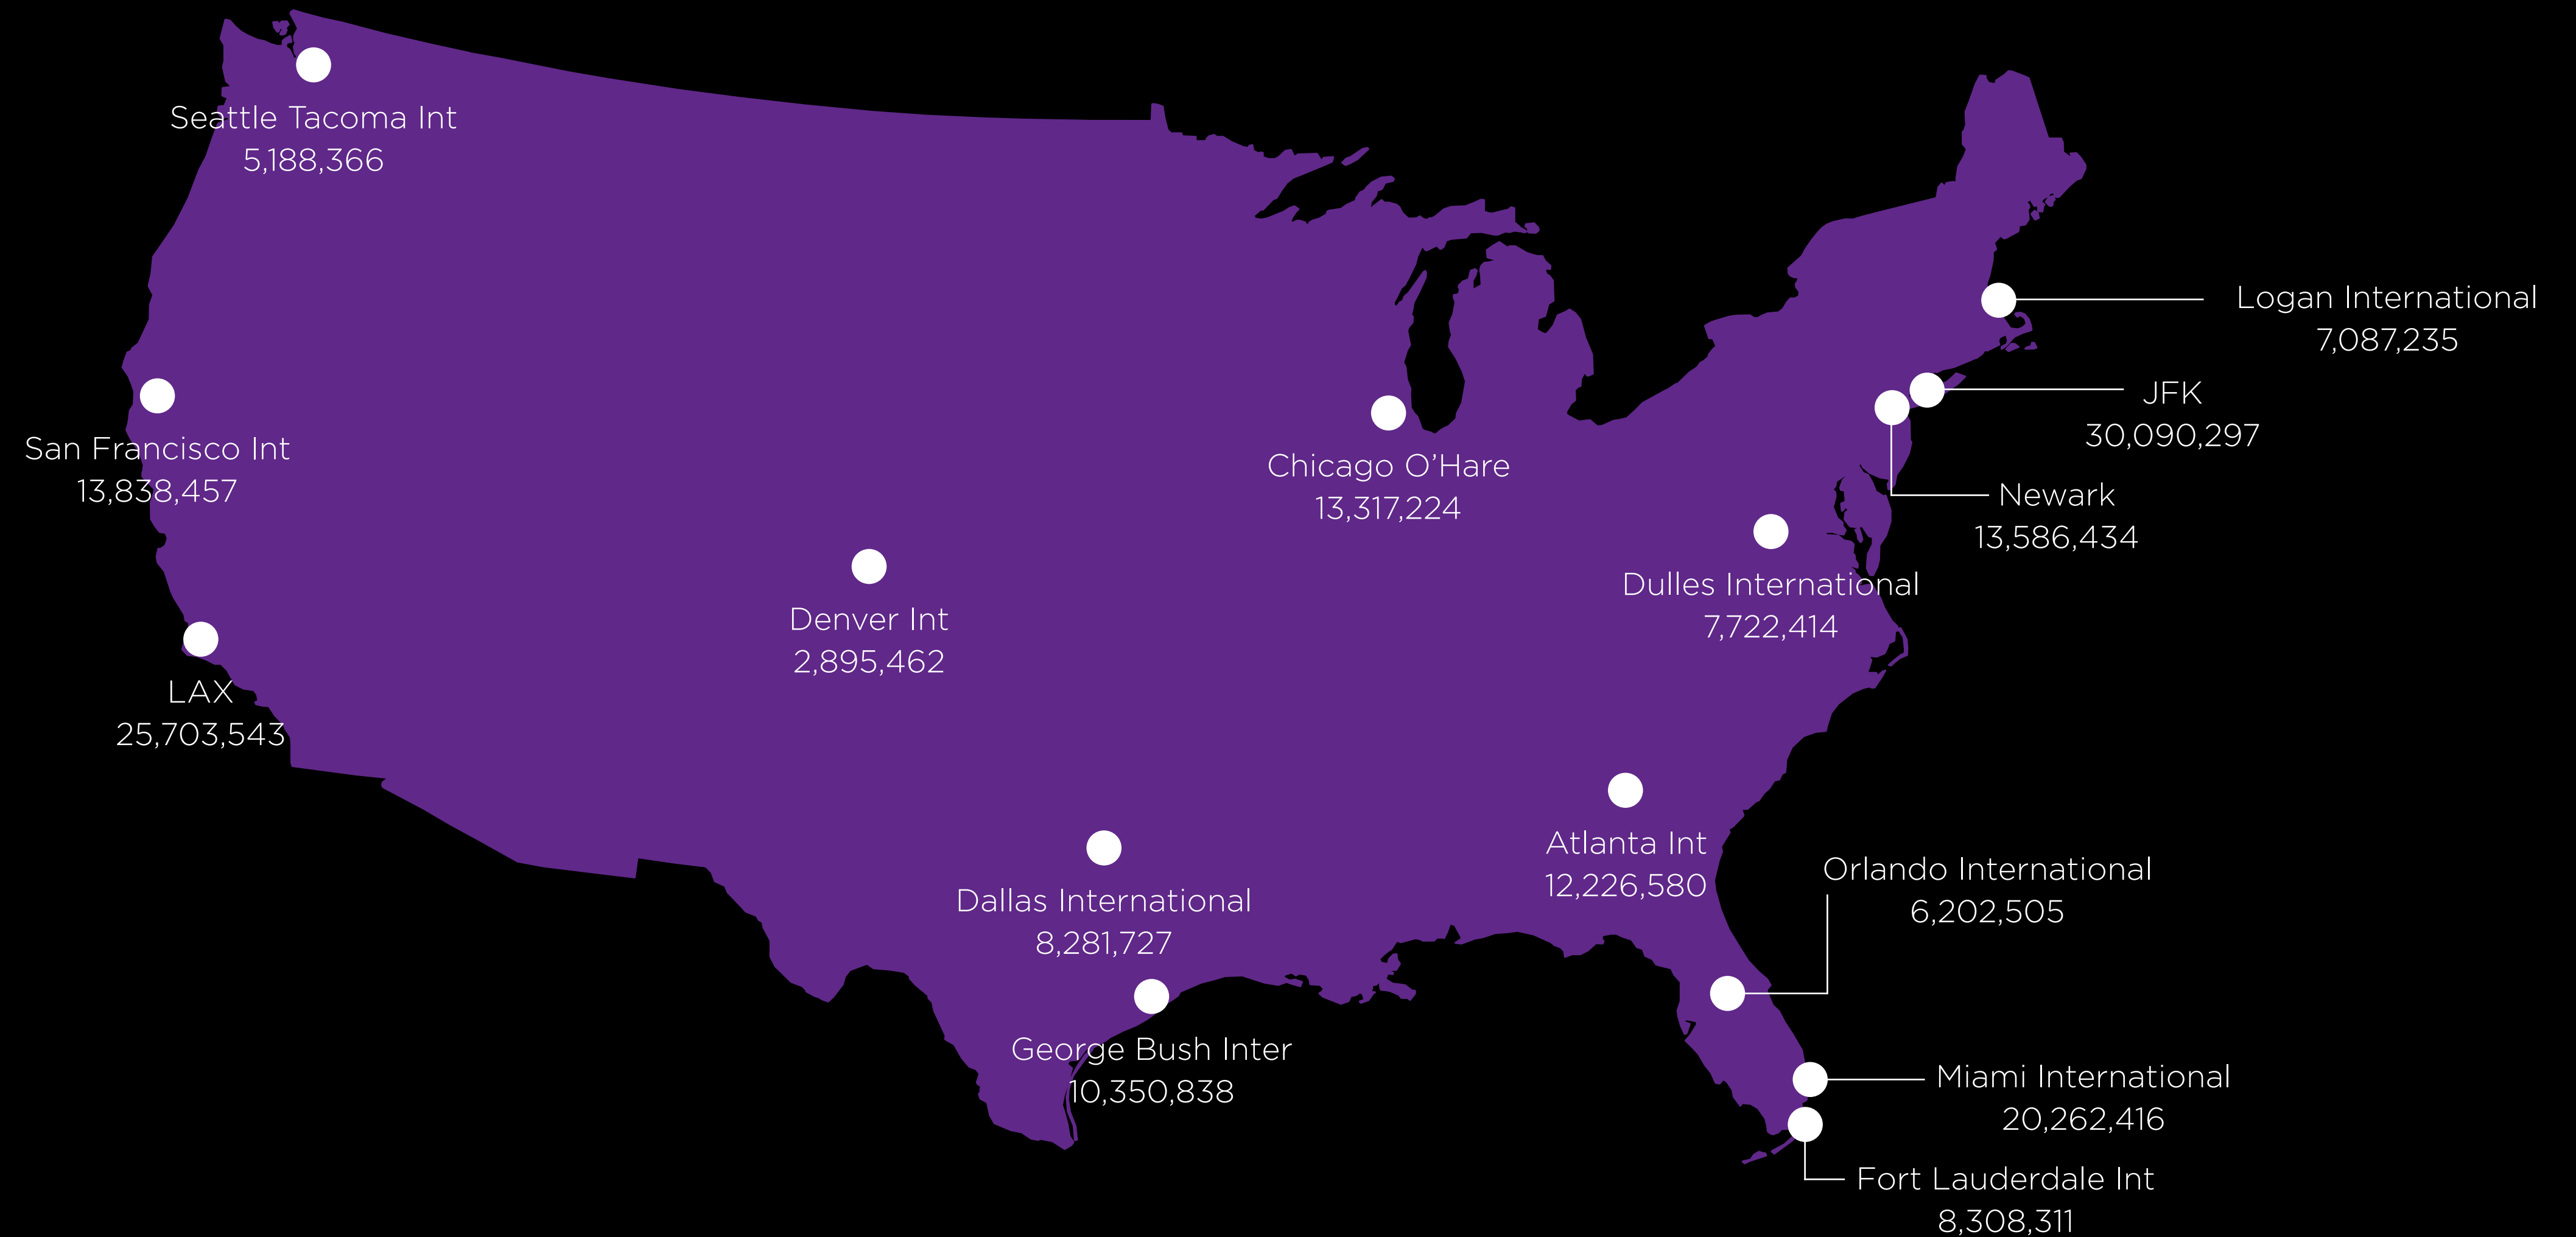 Seattle Tacoma Int
5,188,366
Logan International
7,087,235
JFK
30,090,297
San Francisco Int
13,838,457
Chicago O’Hare
13,317,224
Newark
13,586,434
Dulles International
7,722,414
Denver Int
2,895,462
LAX
25,703,543
Atlanta Int
12,226,580
Orlando International
6,202,505
Dallas International
8,281,727
George Bush Inter
10,350,838
Miami International
20,262,416
Fort Lauderdale Int
8,308,311